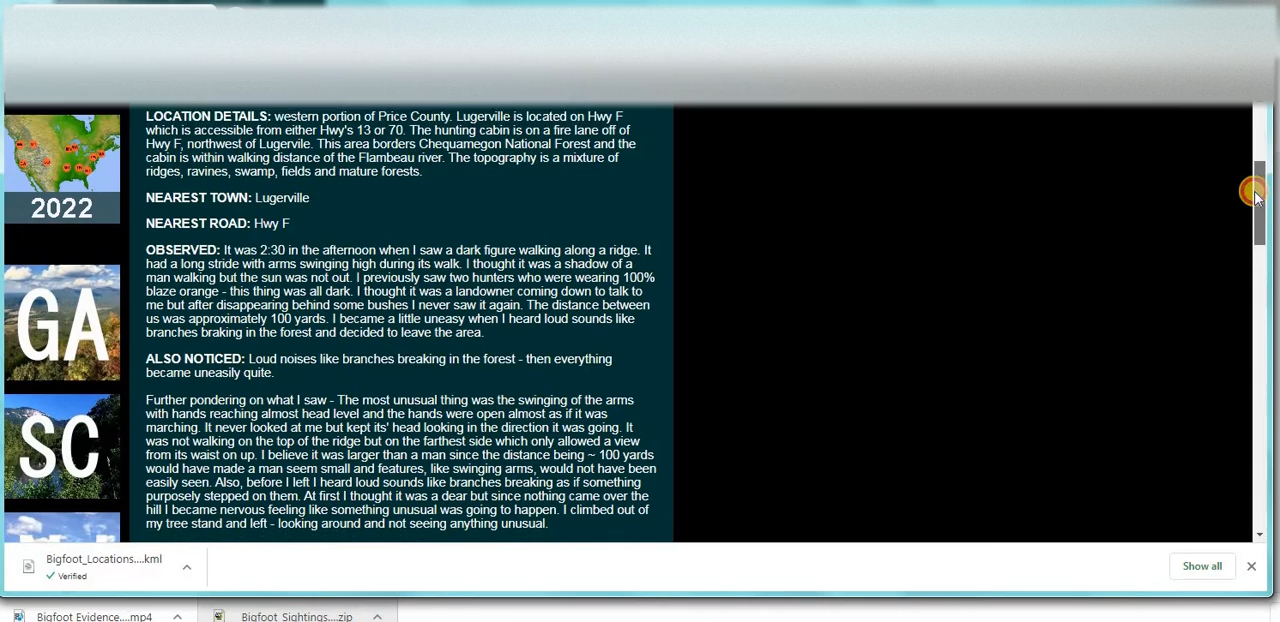 LOCATION DETAILS: western portion of Price County. Lugerville is located on Hwy F
which is accessible from either Hwy's 13 or 70. The hunting cabin is on a fire lane off of
Hwy F, northwest of Lugervile. This area borders Chequamegon National Forest and the
cabin is within walking distance of the Flambeau river. The topography is a mixture of
ridges, ravines, swamp, fields and mature forests.
2022
NEAREST TOWN: Lugerville
NEAREST ROAD: Hwy F
OBSERVED: It was 2:30 in the afternoon when I saw a dark figure walking along a ridge. It
had a long stride with arms swinging high during its walk. I thought it was a shadow of a
man walking but the sun was not out. I previously saw two hunters who were wearing 100%
blaze orange - this thing was all dark. I thought it was a landowner coming down to talk to
me but after disappearing behind some bushes I never saw it again. The distance between
us was approximately 100 yards. I became a little uneasy when I heard loud sounds like
branches braking in the forest and decided to leave the area.
GA
ALSO NOTICED: Loud noises like branches breaking in the forest - then everything
became uneasily quite.
Further pondering on what I saw - The most unusual thing was the swinging of the arms
with hands reaching almost head level and the hands were open almost as if it was
marching. It never looked at me but kept its' head looking in the direction it was going. It
was not walking on the top of the ridge but on the farthest side which only allowed a view
from its waist on up. I believe it was larger than a man since the distance being ~ 100 yards
would have made a man seem small and features, like swinging arms, would not have been
easily seen. Also, before I left I heard loud sounds like branches breaking as if something
purposely stepped on them. At first I thought it was a dear but since nothing came over the
hill I became nervous feeling like something unusual was going to happen. I climbed out of
my tree stand and left - looking around and not seeing anything unusual.
SC
Bigfoot_Locations....kml
Verified
Show all
Bigfoot Evidence....mp4
Bigfoot_Sightings....zip